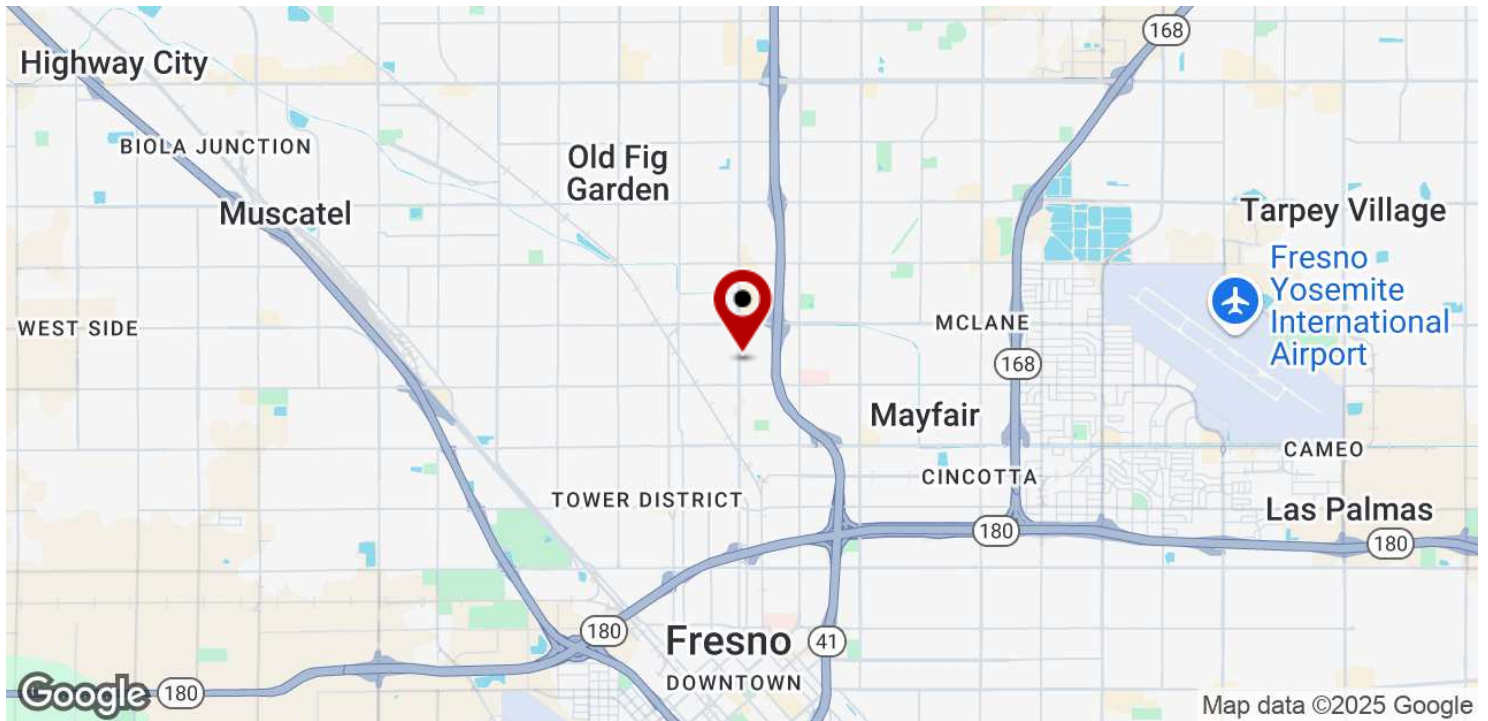 168
Highway City
BIOLA JUNCTION
Old Fig
Garden
Muscatel
Tarpey Village
Fresno
Yosemite
International
Airport
WEST SIDE
MCLANE
168
Mayfair
CAMEO
CINCOTTA
TOWER DISTRICT
Las Palmas
180
180
180
Fresno
41
DOWNTOWN
Google
180
Map data ©2025 Google